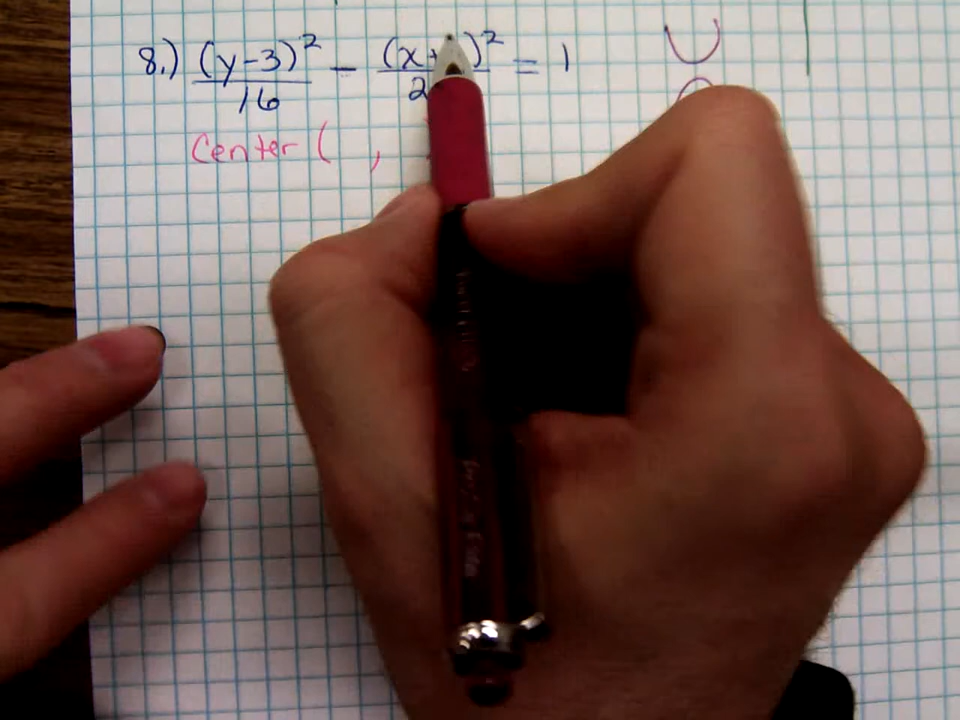 8.) (y-3)² - (x+ )² = 1
16 2
Center ( ,